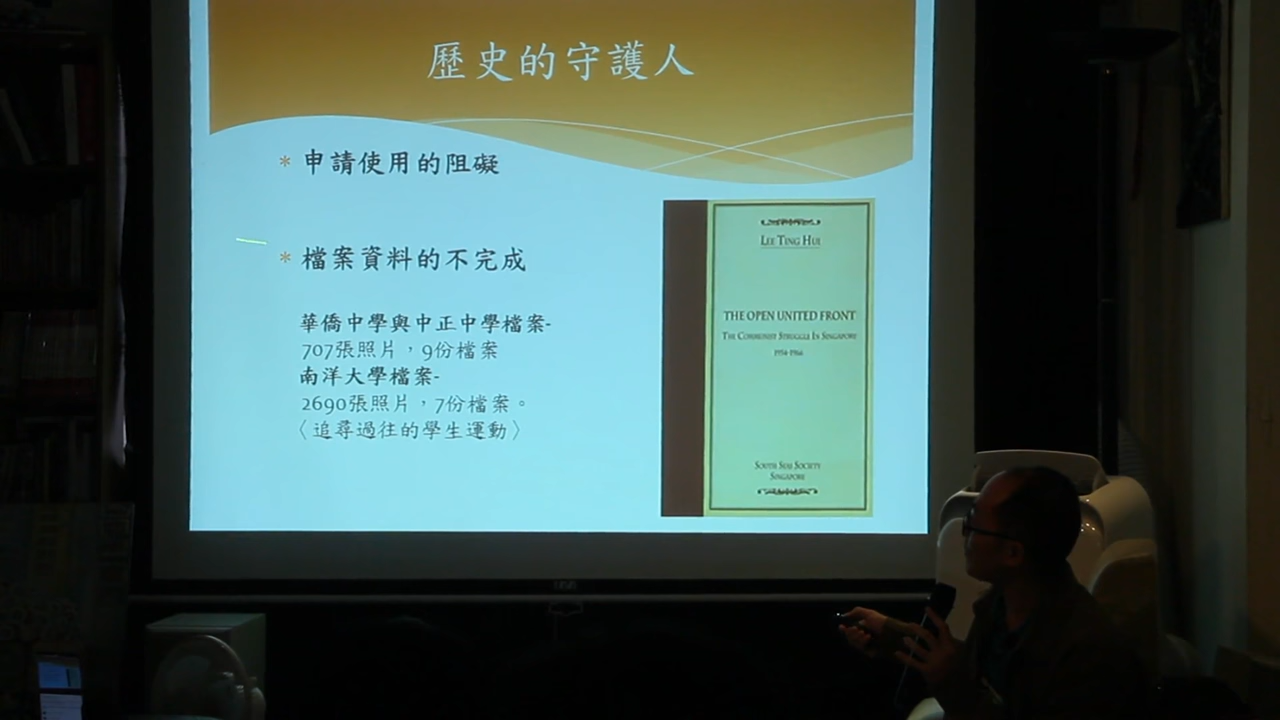 歷史的守護人
* 申請使用的阻礙
* 檔案資料的不完成
華僑中學與中正中學檔案-
707張照片，9份檔案
南洋大學檔案-
2690張照片，7份檔案。
〈追尋過往的學生運動〉
LEE TING HUI
THE OPEN UNITED FRONT
THE COMMUNIST STRUGGLE IN SINGAPORE
1954-1966
SOUTH SEAS SOCIETY
SINGAPORE